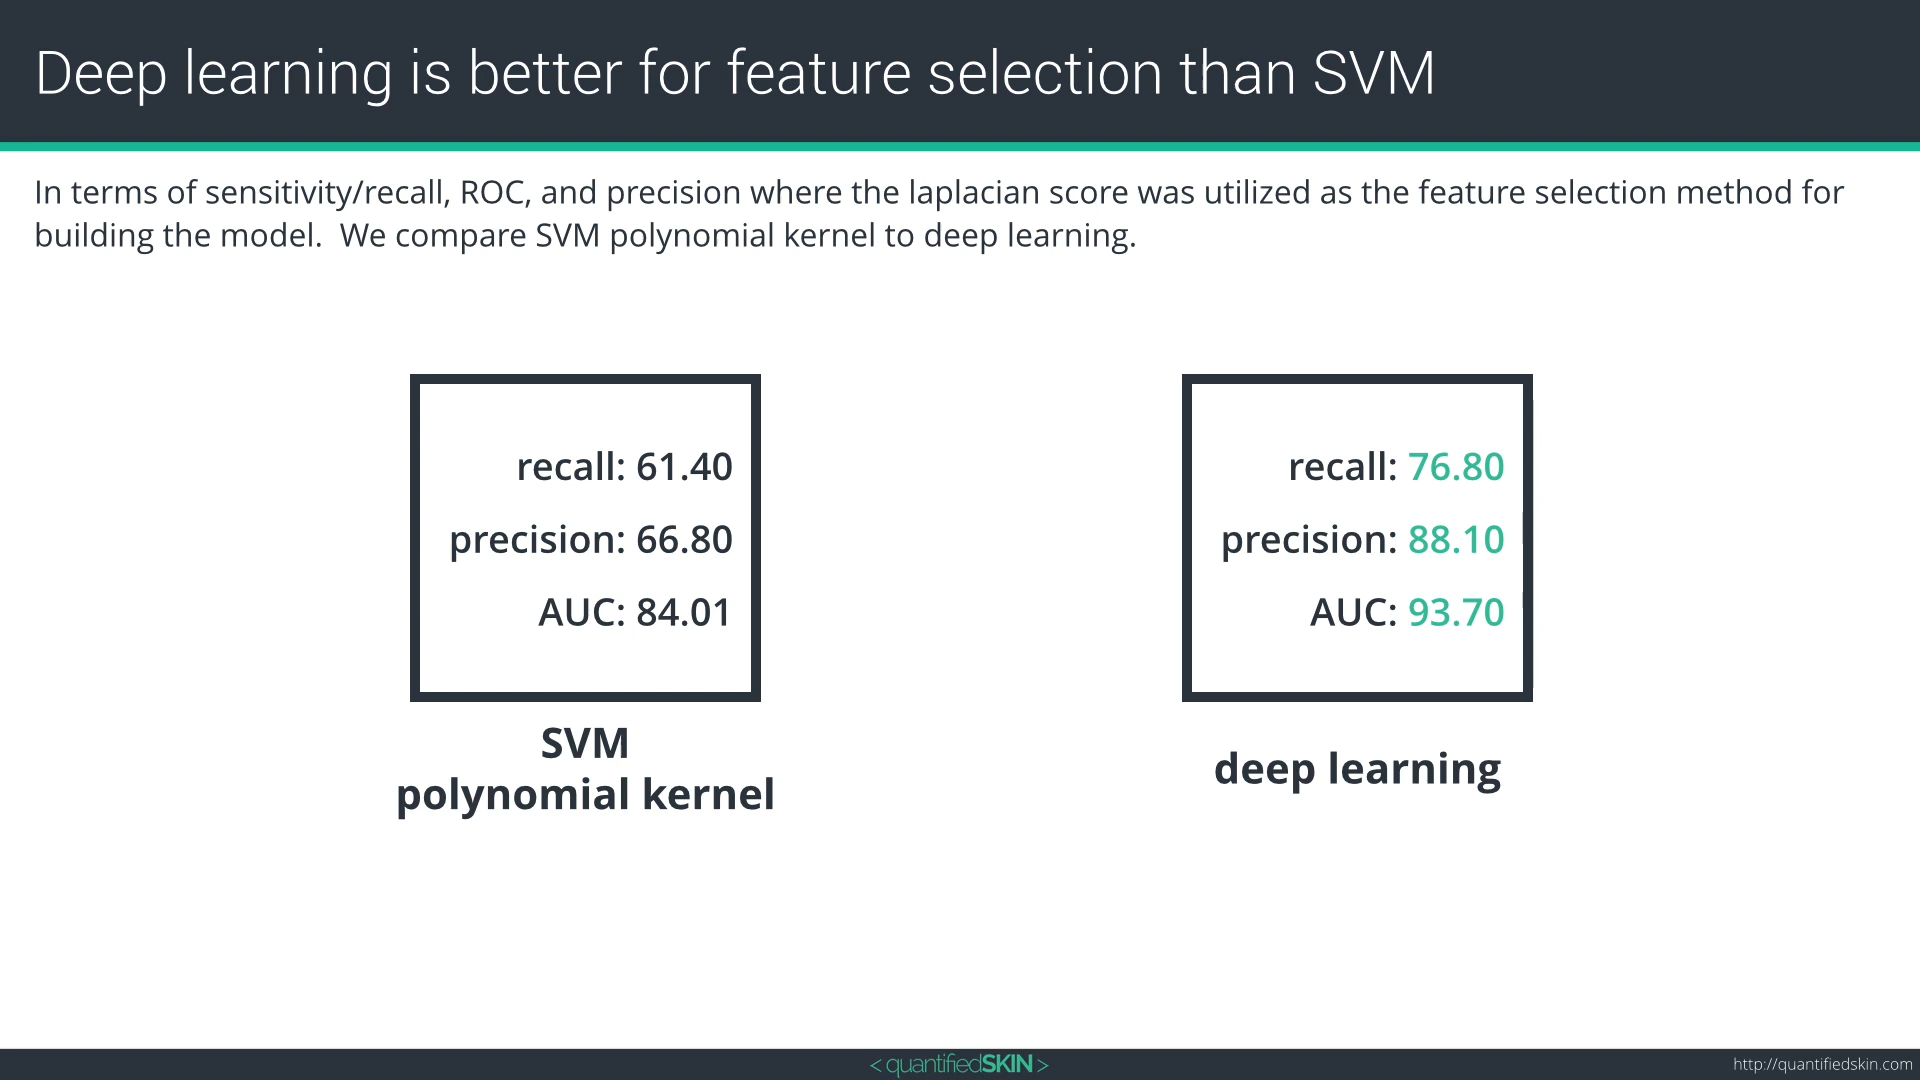 Deep learning is better for feature selection than SVM
In terms of sensitivity/recall, ROC, and precision where the laplacian score was utilized as the feature selection method for
building the model.  We compare SVM polynomial kernel to deep learning.
recall: 61.40
precision: 66.80
AUC: 84.01
SVM
polynomial kernel
recall: 76.80
precision: 88.10
AUC: 93.70
deep learning
<quantifiedSKIN>
http://quantifiedskin.com